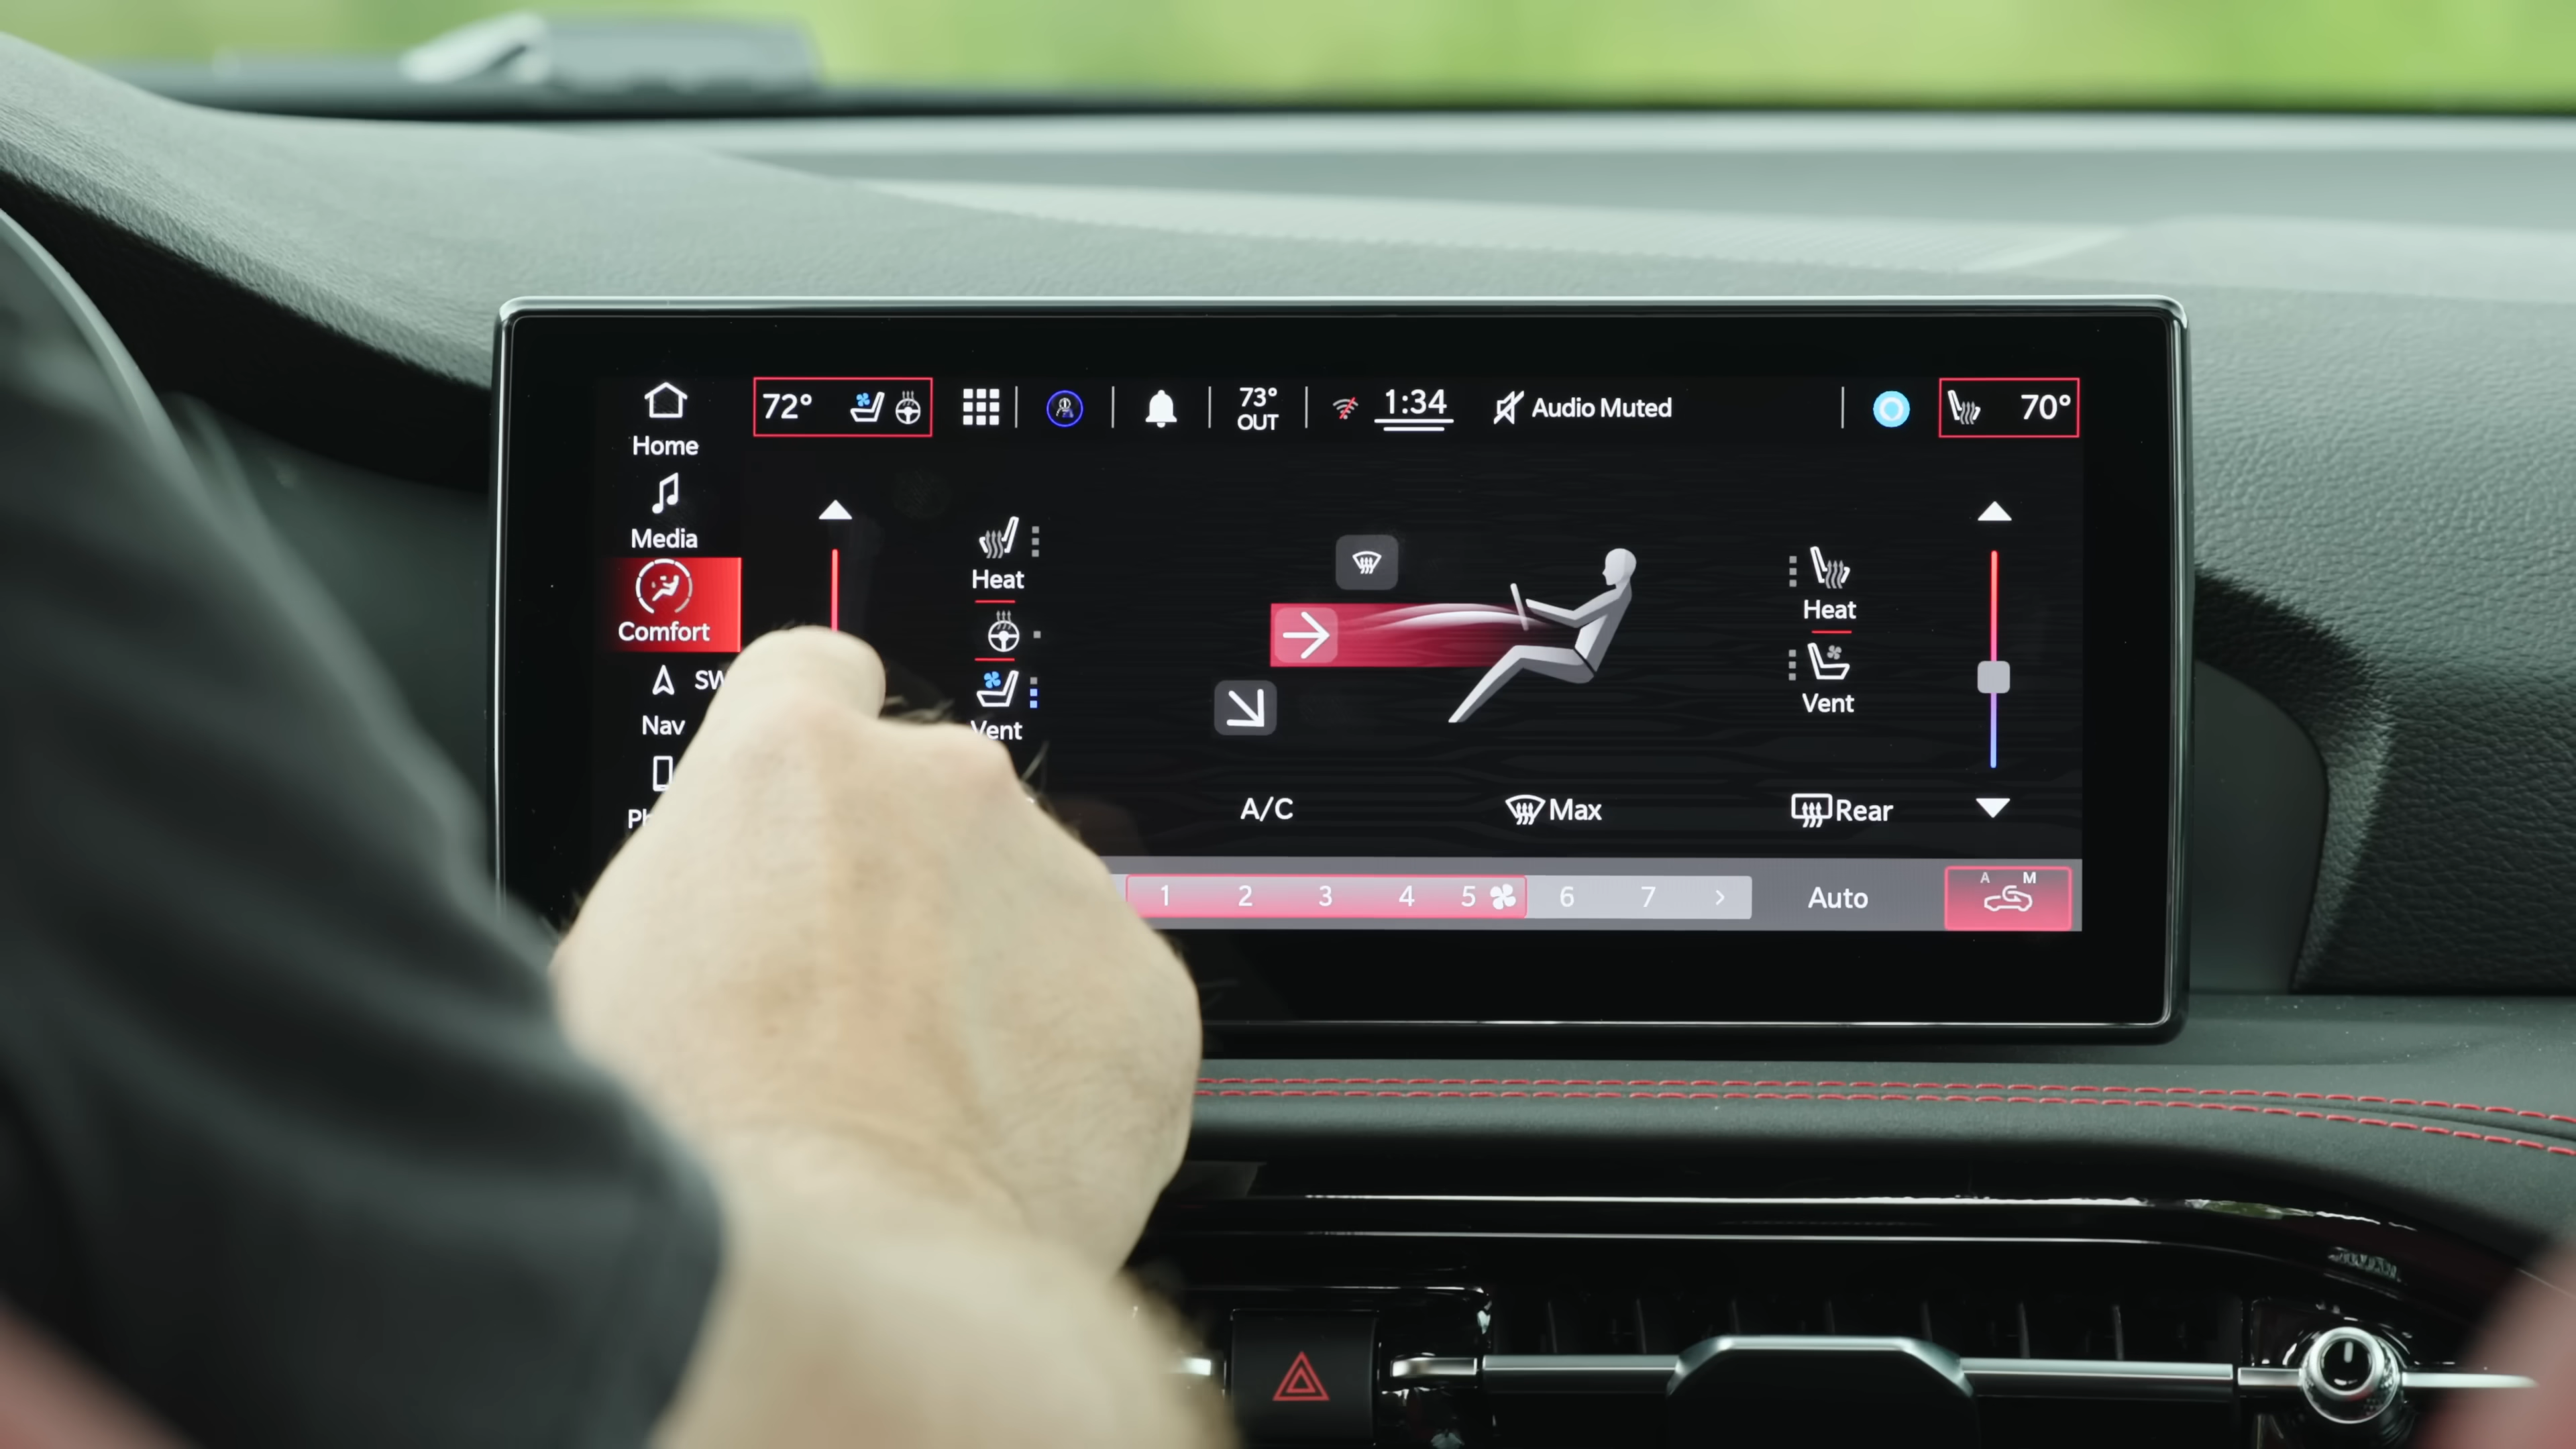 Home
72°
73°
OUT
1:34
Audio Muted
70°
Media
Heat
Heat
Comfort
Nav
Vent
Vent
A/C
Max
Rear
1 2 3 4 5 6 7 >
Auto
A M